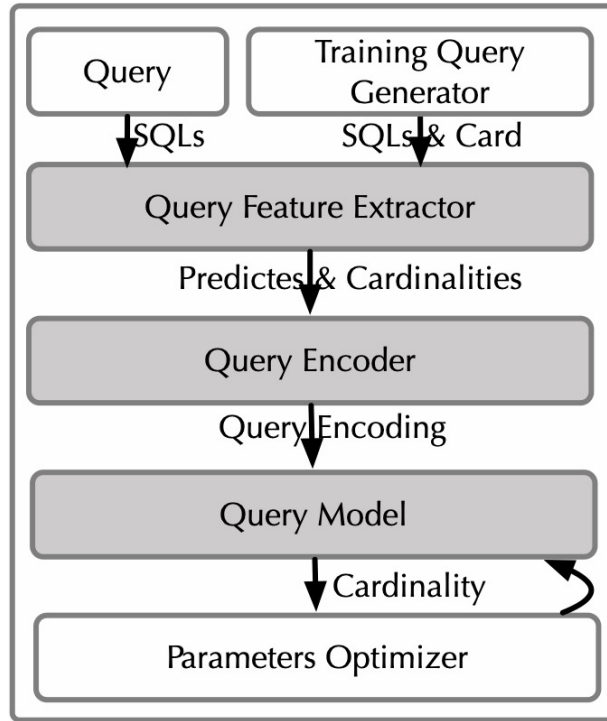 Query
Training Query
Generator
SQLs
SQLs & Card
Query Feature Extractor
Predictes & Cardinalities
Query Encoder
Query Encoding
Query Model
Cardinality
Parameters Optimizer